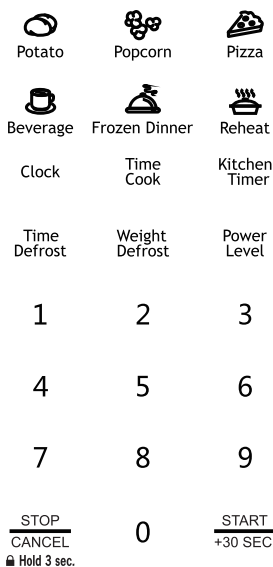 Potato Popcorn Pizza
Beverage Frozen Dinner Reheat
Clock Time Cook Kitchen Timer
Time Defrost Weight Defrost Power Level
1 2 3
4 5 6
7 8 9
STOP 0 START
CANCEL +30 SEC
Hold 3 sec.